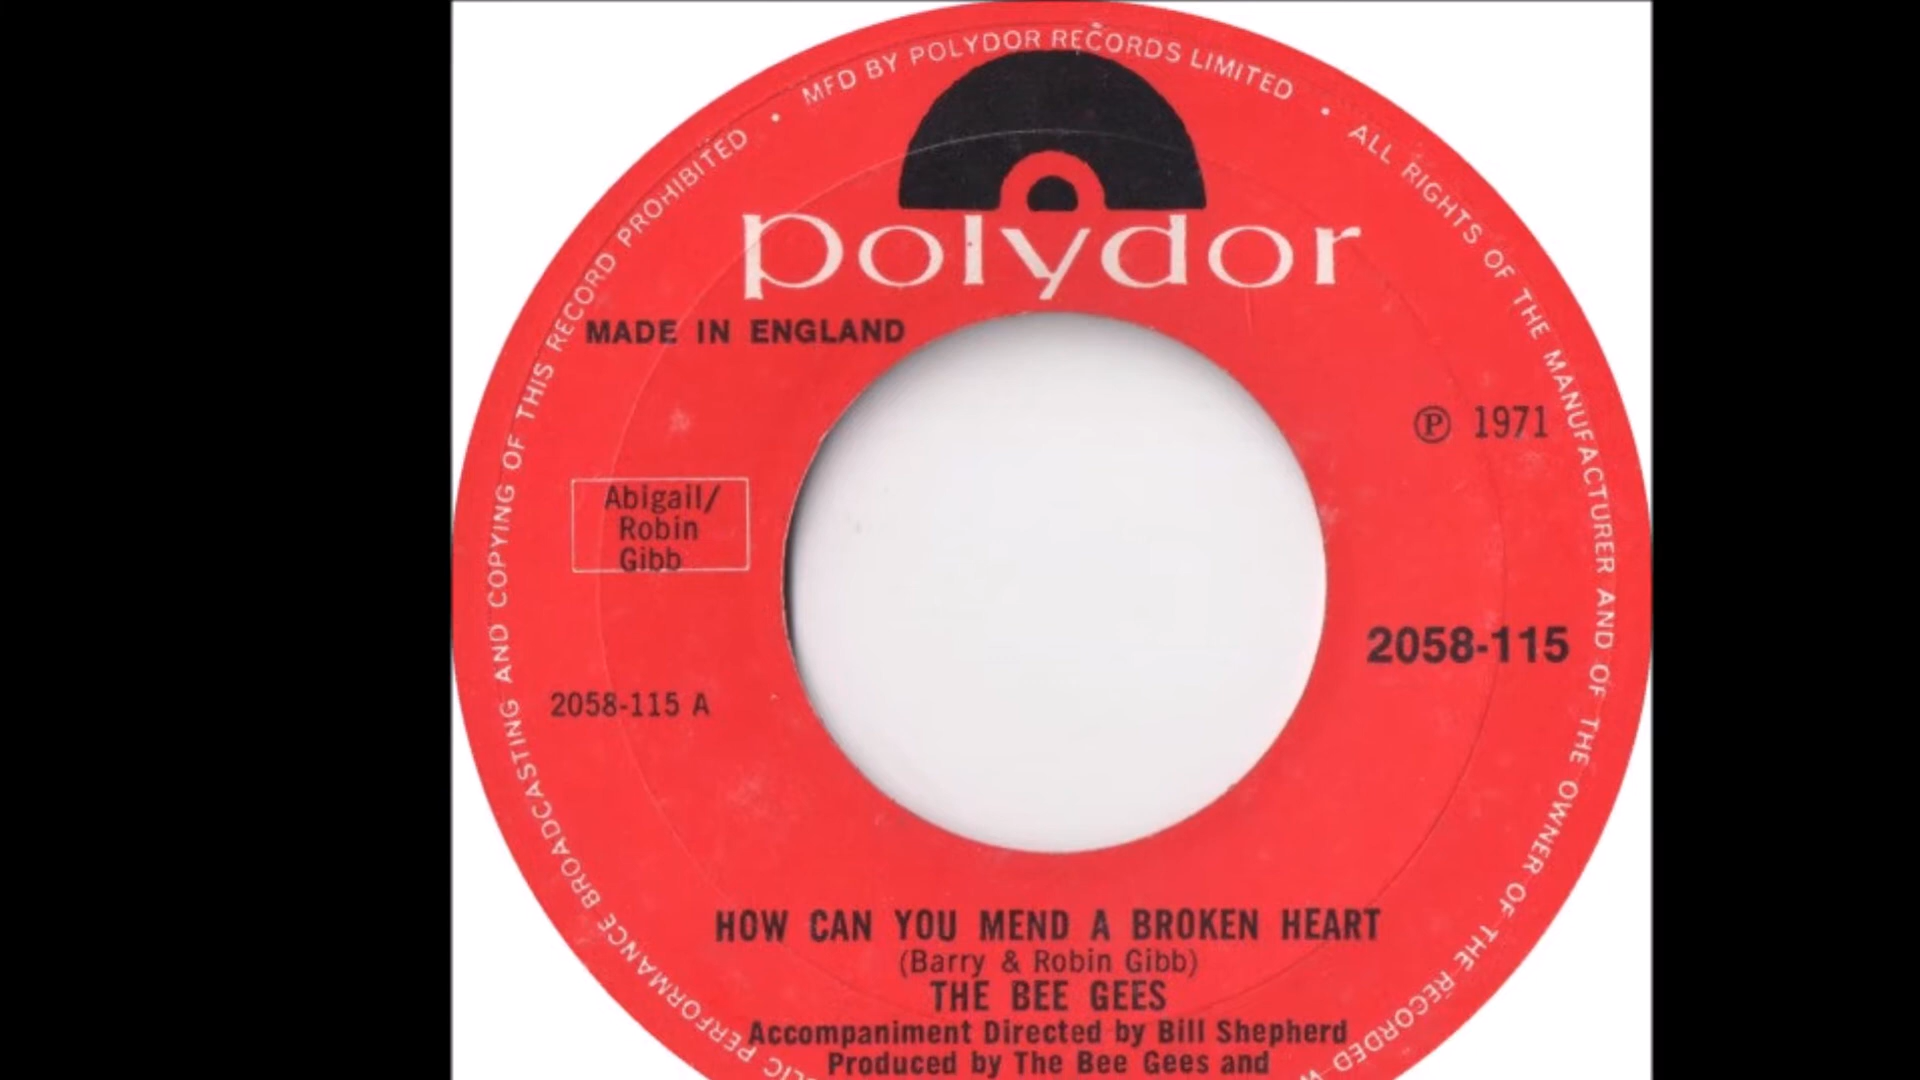 MFD BY POLYDOR RECORDS LIMITED • ALL RIGHTS OF THE MANUFACTURER AND OF THE OWNER OF THE RECORDED
PERFORMANCE BROADCASTING AND COPYING OF THIS RECORD PROHIBITED •
polydor
MADE IN ENGLAND
℗ 1971
Abigail/
Robin
Gibb
2058-115
2058-115 A
HOW CAN YOU MEND A BROKEN HEART
(Barry & Robin Gibb)
THE BEE GEES
Accompaniment Directed by Bill Shepherd
Produced by The Bee Gees and